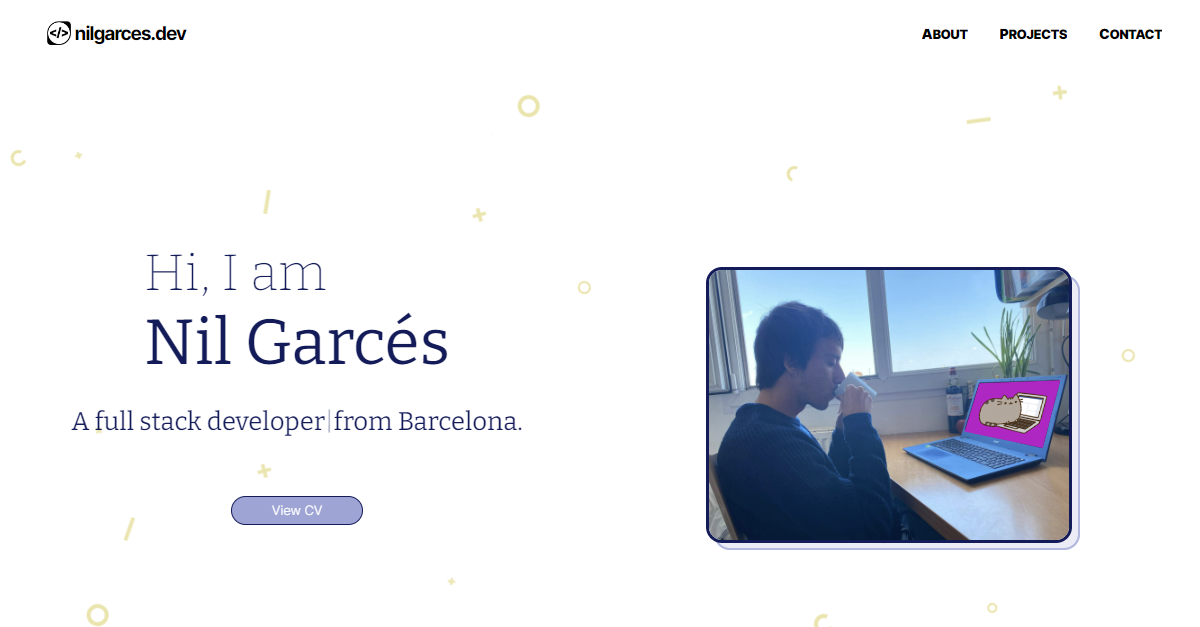 </> nilgarces.dev
ABOUT PROJECTS CONTACT
Hi, I am
Nil Garcés
A full stack developer|from Barcelona.
View CV